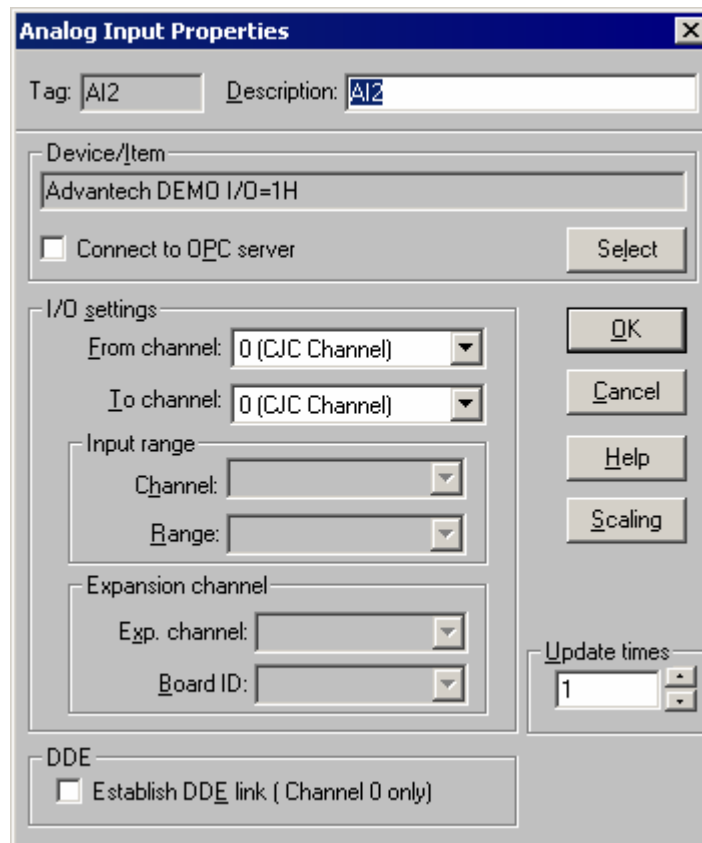 Analog Input Properties
Tag: AI2 Description: AI2
Device/Item
Advantech DEMO I/O=1H
Connect to OPC server Select
I/O settings
From channel: 0 (CJC Channel) OK
To channel: 0 (CJC Channel) Cancel
Input range
Channel: Help
Range: Scaling
Expansion channel
Exp. channel:
Update times
Board ID: 1
DDE
Establish DDE link ( Channel 0 only)